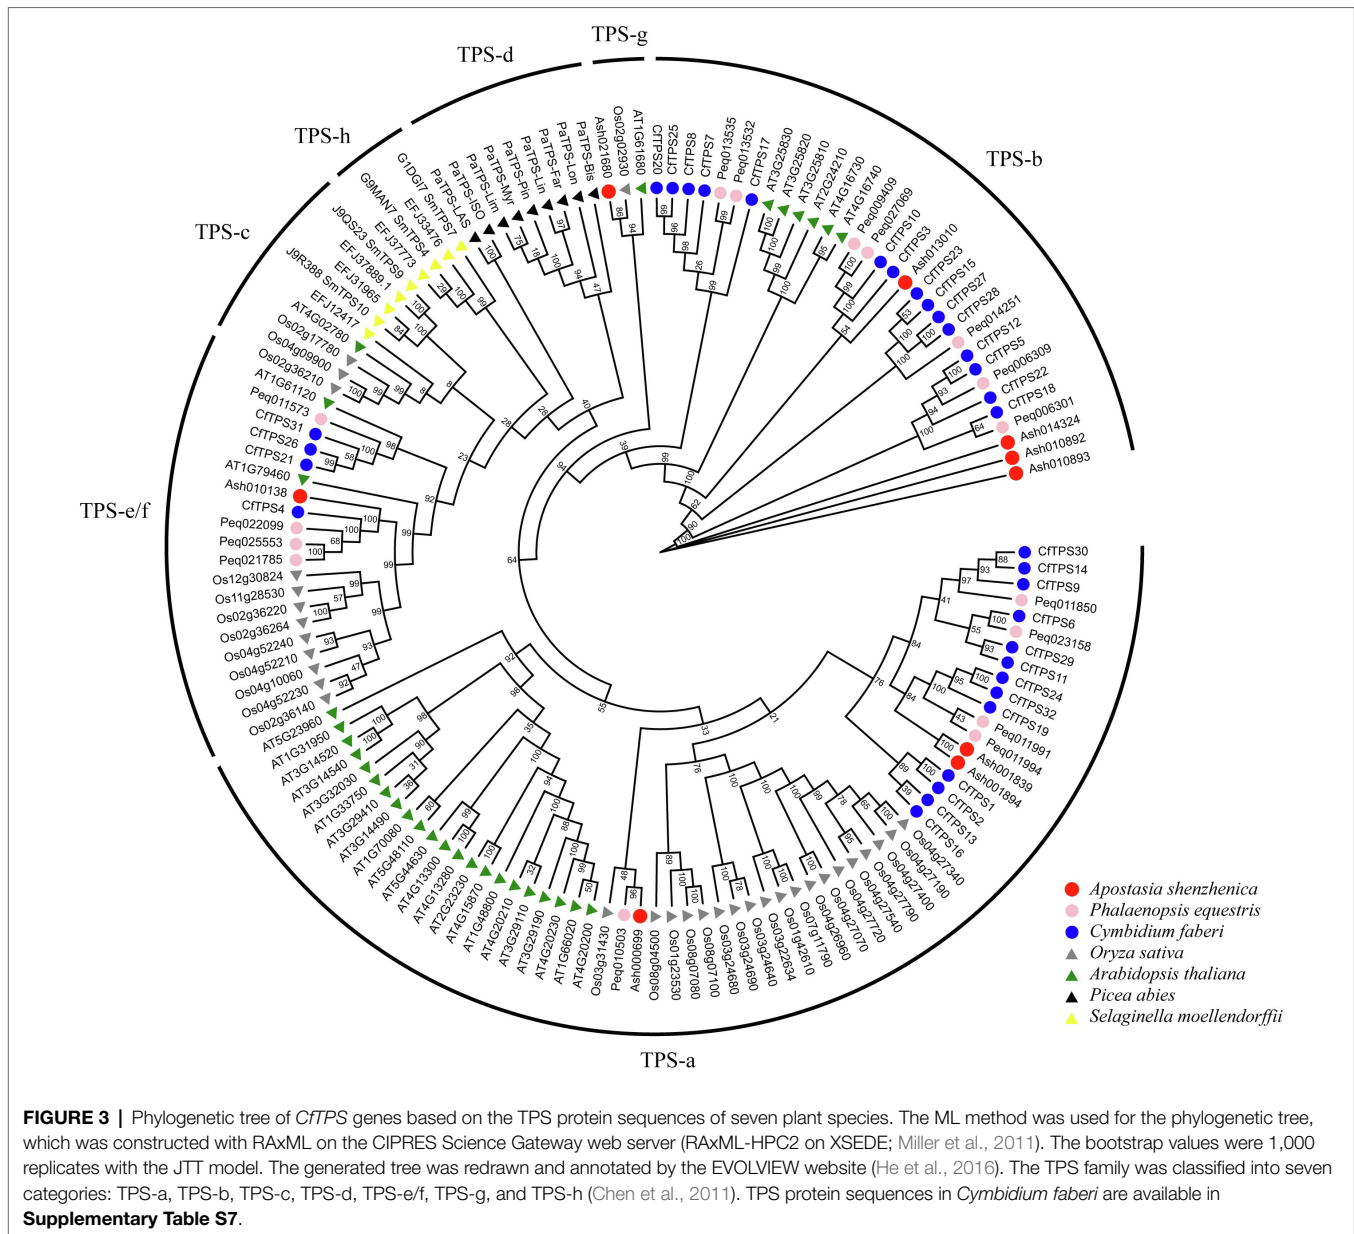 TPS-g
TPS-d
TPS-h
TPS-b
TPS-c
TPS-e/f
TPS-a
CfTPS20
CfTPS25
CfTPS8
CfTPS7
Peq013535
Peq013532
CfTPS17
AT3G25830
AT3G25820
AT3G25810
AT2G24210
AT4G16730
AT4G16740
Peq009409
Peq027069
CfTPS10
CfTPS3
Ash013010
CfTPS23
CfTPS15
CfTPS27
CfTPS28
Peq014251
CfTPS12
CfTPS5
Peq006309
CfTPS22
CfTPS18
Peq006301
Ash014324
Ash010892
Ash010893
CfTPS30
CfTPS14
CfTPS9
Peq011850
CfTPS6
Peq023158
CfTPS29
CfTPS11
CfTPS24
CfTPS32
CfTPS19
Peq011991
Peq011994
Ash001839
Ash001894
CfTPS1
CfTPS2
CfTPS13
CfTPS16
Os04g27340
Os04g27190
Os04g27400
Os04g27790
Os04g27540
Os04g27720
Os04g27070
Os04g26960
Os07g11790
Os01g42610
Os03g22634
Os03g24640
Os03g24690
Os03g24680
Os08g07100
Os08g07080
Os01g23530
Os08g04500
Ash000699
Peq010503
Os03g31430
AT4G20200
AT1G66020
AT4G20230
AT3G29190
AT3G29110
AT4G20210
AT1G48800
AT4G15870
AT2G23230
AT4G13280
AT4G13300
AT5G44630
AT5G48110
AT1G70080
AT3G14490
AT3G29410
AT1G33750
AT3G32030
AT3G14540
AT3G14520
AT1G31950
AT5G23960
Os02g36140
Os04g52230
Os04g10060
Os04g52210
Os04g52240
Os02g36264
Os02g36220
Os11g28530
Os12g30824
Peq021785
Peq025553
Peq022099
CfTPS4
Ash010138
AT1G79460
CfTPS21
CfTPS26
CfTPS31
Peq011573
AT1G61120
Os02g36210
Os04g09900
Os02g17780
AT4G02780
EFJ12417
J9R388 SmTPS10
EFJ31965
EFJ37889.1
J9QS23 SmTPS9
EFJ37773
G9MAN7 SmTPS4
EFJ33476
G1DGI7 SmTPS7
PaTPS-LAS
PaTPS-ISO
PaTPS-Lim
PaTPS-Myr
PaTPS-Pin
PaTPS-Lin
PaTPS-Far
PaTPS-Lon
PaTPS-Bis
Ash021680
Os02g02930
AT1G61680
Apostasia shenzhenica
Phalaenopsis equestris
Cymbidium faberi
Oryza sativa
Arabidopsis thaliana
Picea abies
Selaginella moellendorffii
FIGURE 3 | Phylogenetic tree of CfTPS genes based on the TPS protein sequences of seven plant species. The ML method was used for the phylogenetic tree,
which was constructed with RAxML on the CIPRES Science Gateway web server (RAxML-HPC2 on XSEDE; Miller et al., 2011). The bootstrap values were 1,000
replicates with the JTT model. The generated tree was redrawn and annotated by the EVOLVIEW website (He et al., 2016). The TPS family was classified into seven
categories: TPS-a, TPS-b, TPS-c, TPS-d, TPS-e/f, TPS-g, and TPS-h (Chen et al., 2011). TPS protein sequences in Cymbidium faberi are available in
Supplementary Table S7.